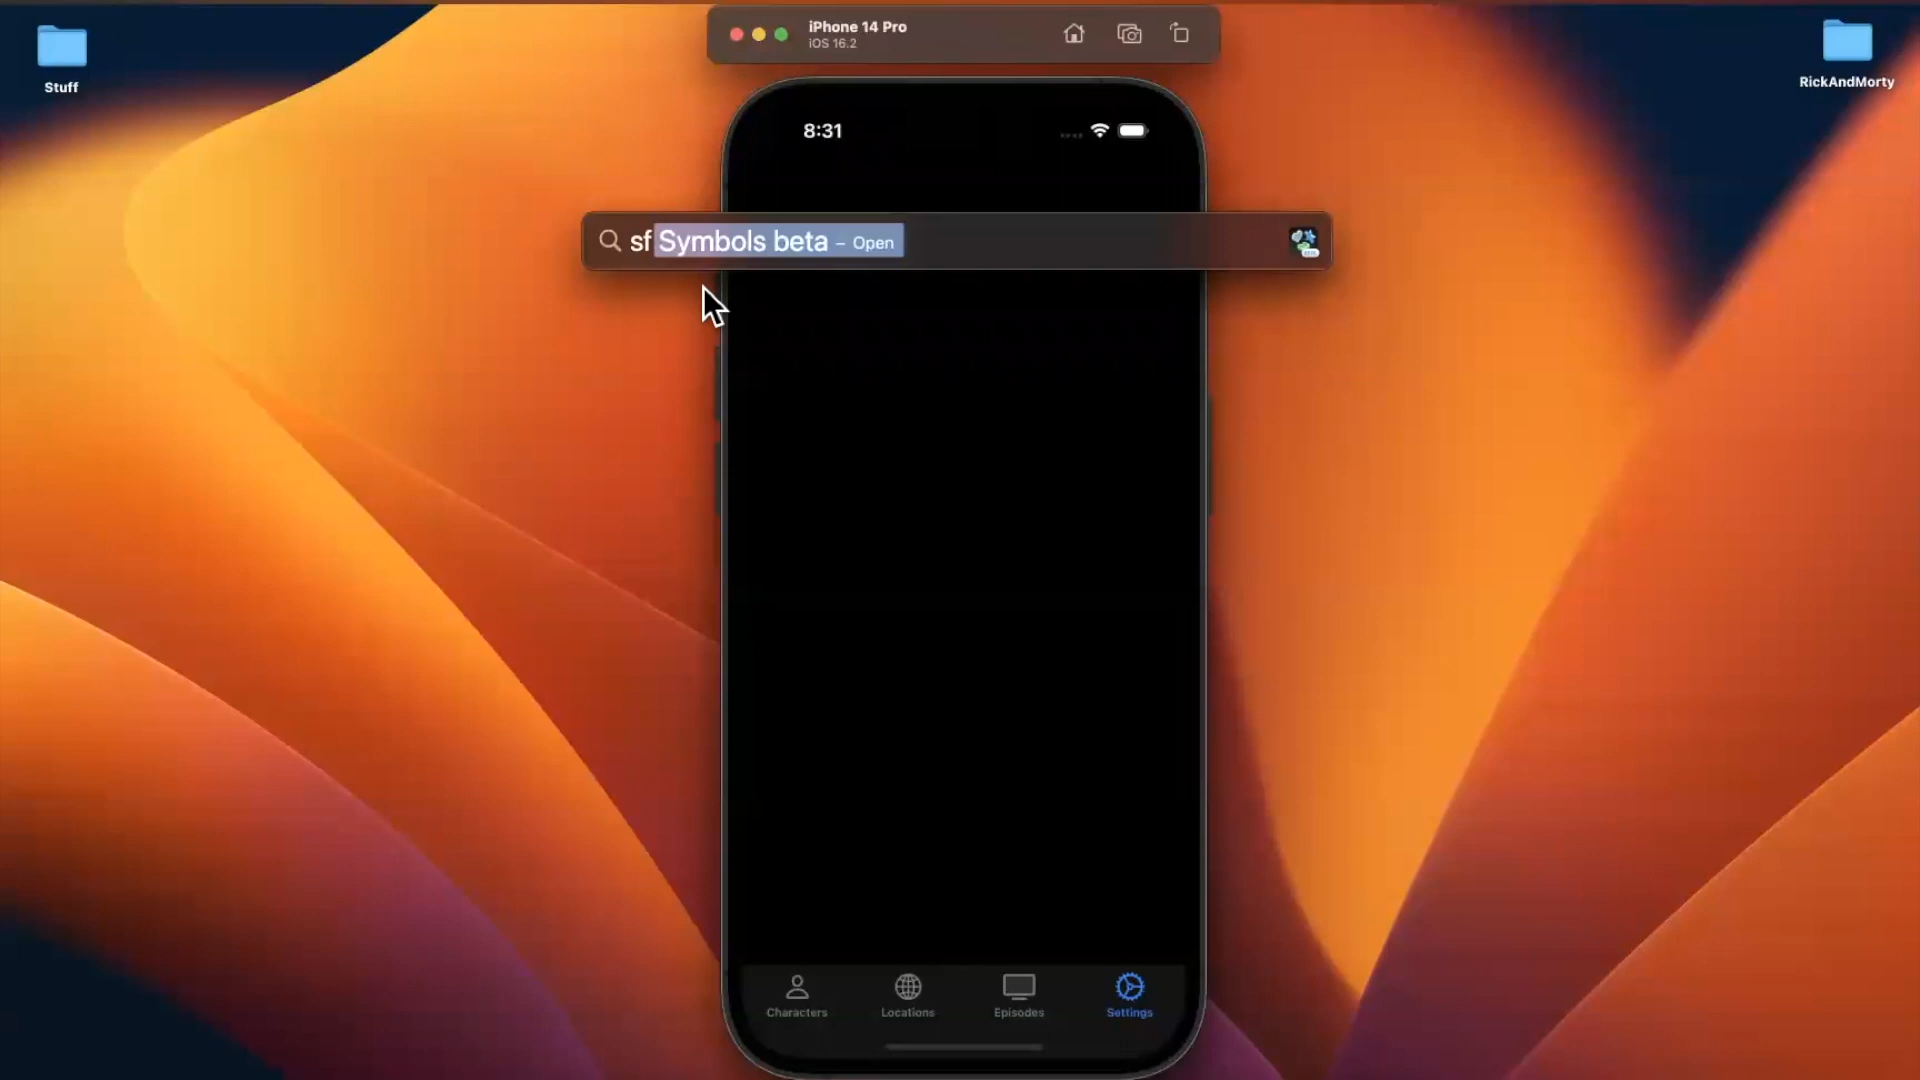 Stuff
iPhone 14 Pro
iOS 16.2
RickAndMorty
8:31
sf Symbols beta – Open
Characters
Locations
Episodes
Settings